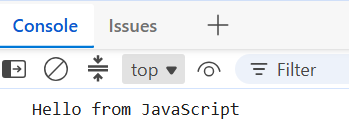 Console Issues
top Filter
Hello from JavaScript